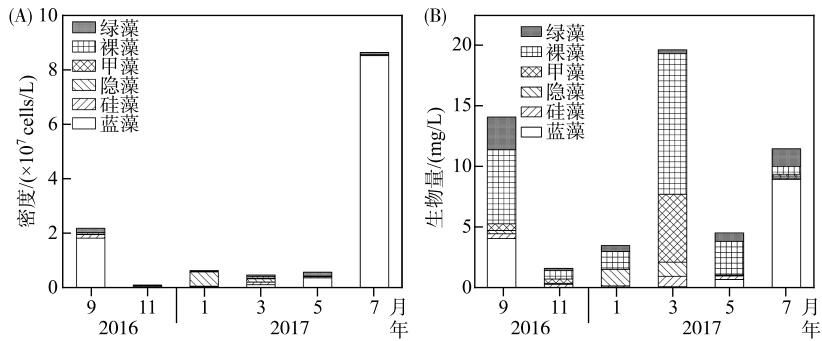 (A)
密度/(×10⁷ cells/L)
10
8
6
4
2
0
绿藻
裸藻
甲藻
隐藻
硅藻
蓝藻
9 11 1 3 5 7 月
2016 2017 年
(B)
生物量/(mg/L)
20
15
10
5
0
绿藻
裸藻
甲藻
隐藻
硅藻
蓝藻
9 11 1 3 5 7 月
2016 2017 年